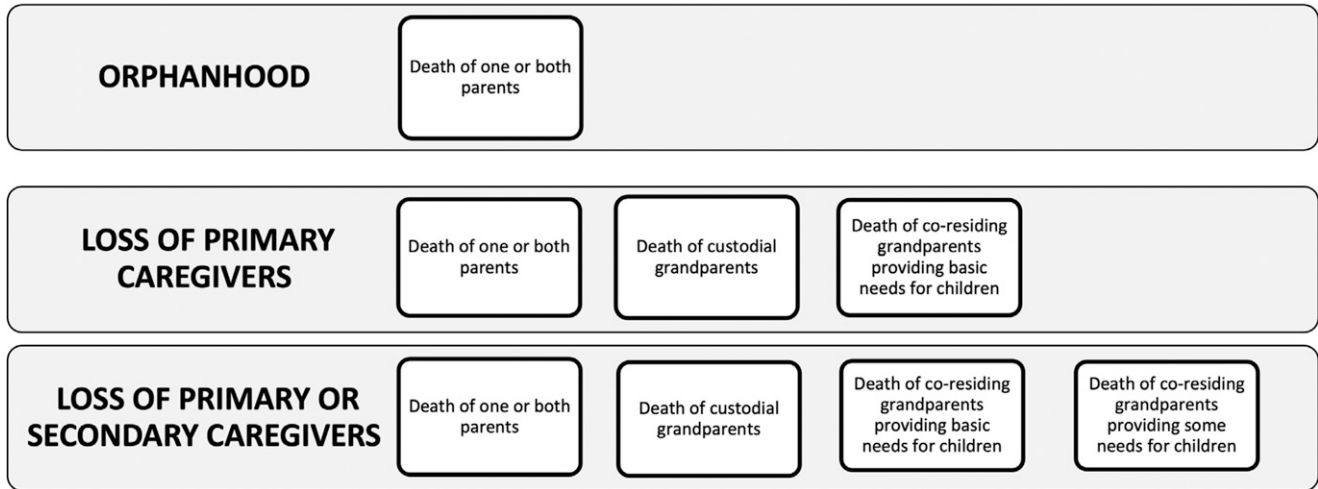 ORPHANHOOD
Death of one or both
parents
LOSS OF PRIMARY
CAREGIVERS
Death of one or both
parents
Death of custodial
grandparents
Death of co-residing
grandparents
providing basic
needs for children
LOSS OF PRIMARY OR
SECONDARY CAREGIVERS
Death of one or both
parents
Death of custodial
grandparents
Death of co-residing
grandparents
providing basic
needs for children
Death of co-residing
grandparents
providing some
needs for children